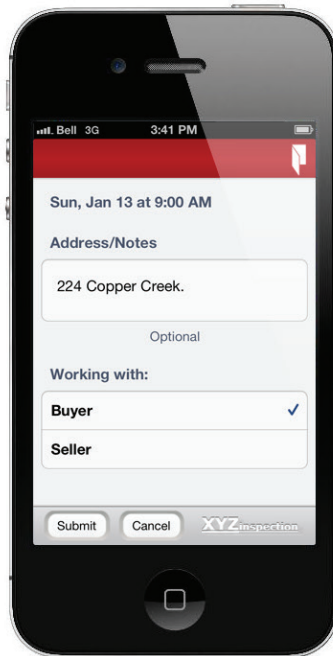 Bell 3G 3:41 PM
Sun, Jan 13 at 9:00 AM
Address/Notes
224 Copper Creek.
Optional
Working with:
Buyer
Seller
Submit Cancel XYZinspection